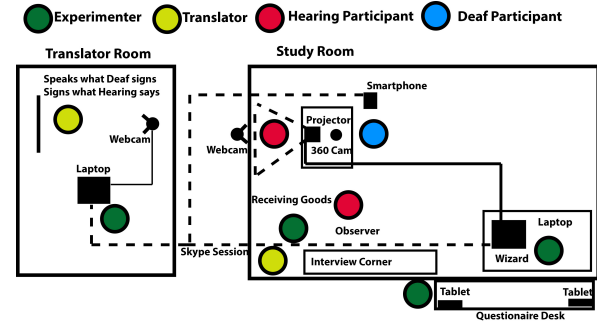 Experimenter
Translator
Hearing Participant
Deaf Participant
Translator Room
Study Room
Speaks what Deaf signs
Signs what Hearing says
Webcam
Laptop
Smartphone
Projector
Webcam
360 Cam
Receiving Goods
Observer
Laptop
Skype Session
Interview Corner
Wizard
Tablet
Tablet
Questionaire Desk